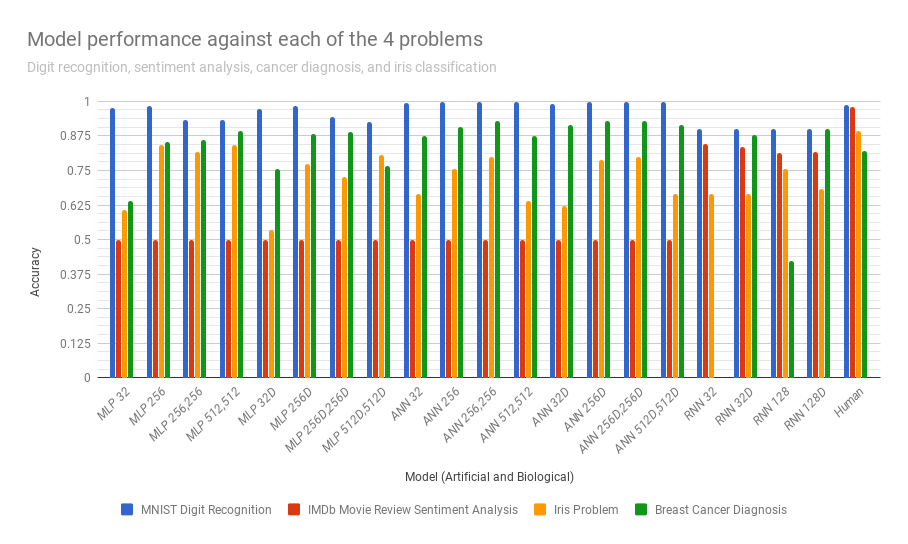 Model performance against each of the 4 problems
Digit recognition, sentiment analysis, cancer diagnosis, and iris classification
1
0.875
0.75
0.625
0.5
0.375
0.25
0.125
0
Accuracy
MLP 32
MLP 256
MLP 256,256
MLP 512,512
MLP 32D
MLP 256D
MLP 256D,256D
MLP 512D,512D
ANN 32
ANN 256
ANN 256,256
ANN 512,512
ANN 32D
ANN 256D
ANN 256D,256D
ANN 512D,512D
RNN 32
RNN 32D
RNN 128
RNN 128D
Human
Model (Artificial and Biological)
MNIST Digit Recognition
IMDb Movie Review Sentiment Analysis
Iris Problem
Breast Cancer Diagnosis